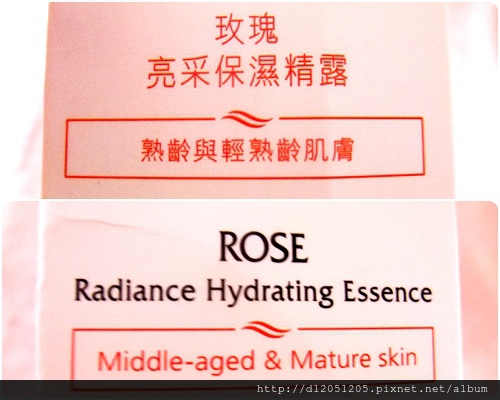 玫瑰
亮采保濕精露
熟齡與輕熟齡肌膚
ROSE
Radiance Hydrating Essence
Middle-aged & Mature skin
http://d12051205.pixnet.net/album